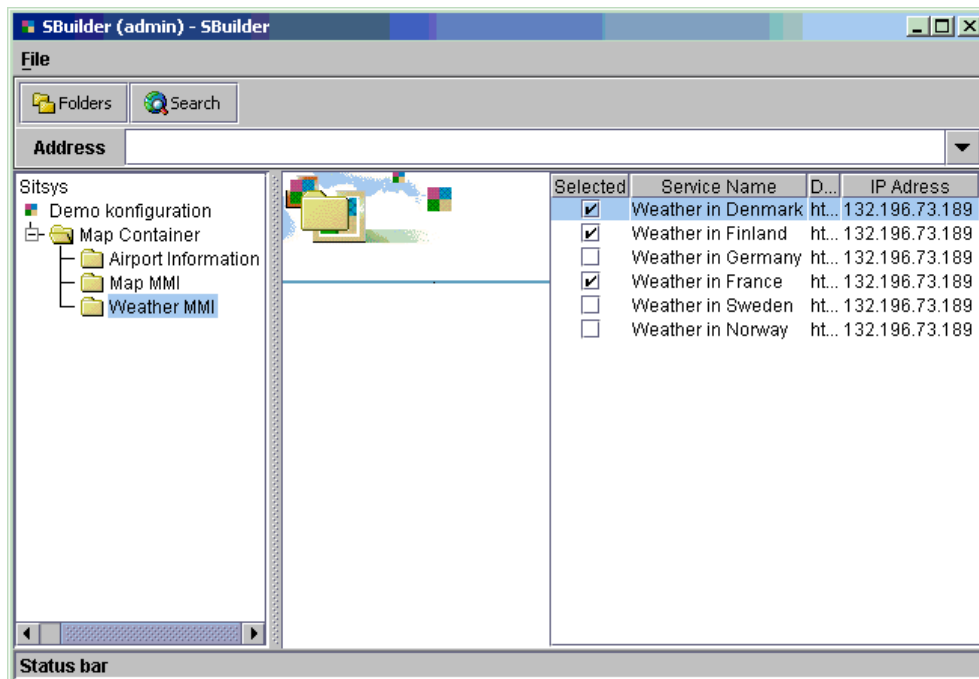 SBuilder (admin) - SBuilder
File
Folders Search
Address
Sitsys
Demo konfiguration
Map Container
Airport Information
Map MMI
Weather MMI
Selected Service Name D... IP Adress
Weather in Denmark ht... 132.196.73.189
Weather in Finland ht... 132.196.73.189
Weather in Germany ht... 132.196.73.189
Weather in France ht... 132.196.73.189
Weather in Sweden ht... 132.196.73.189
Weather in Norway ht... 132.196.73.189
Status bar